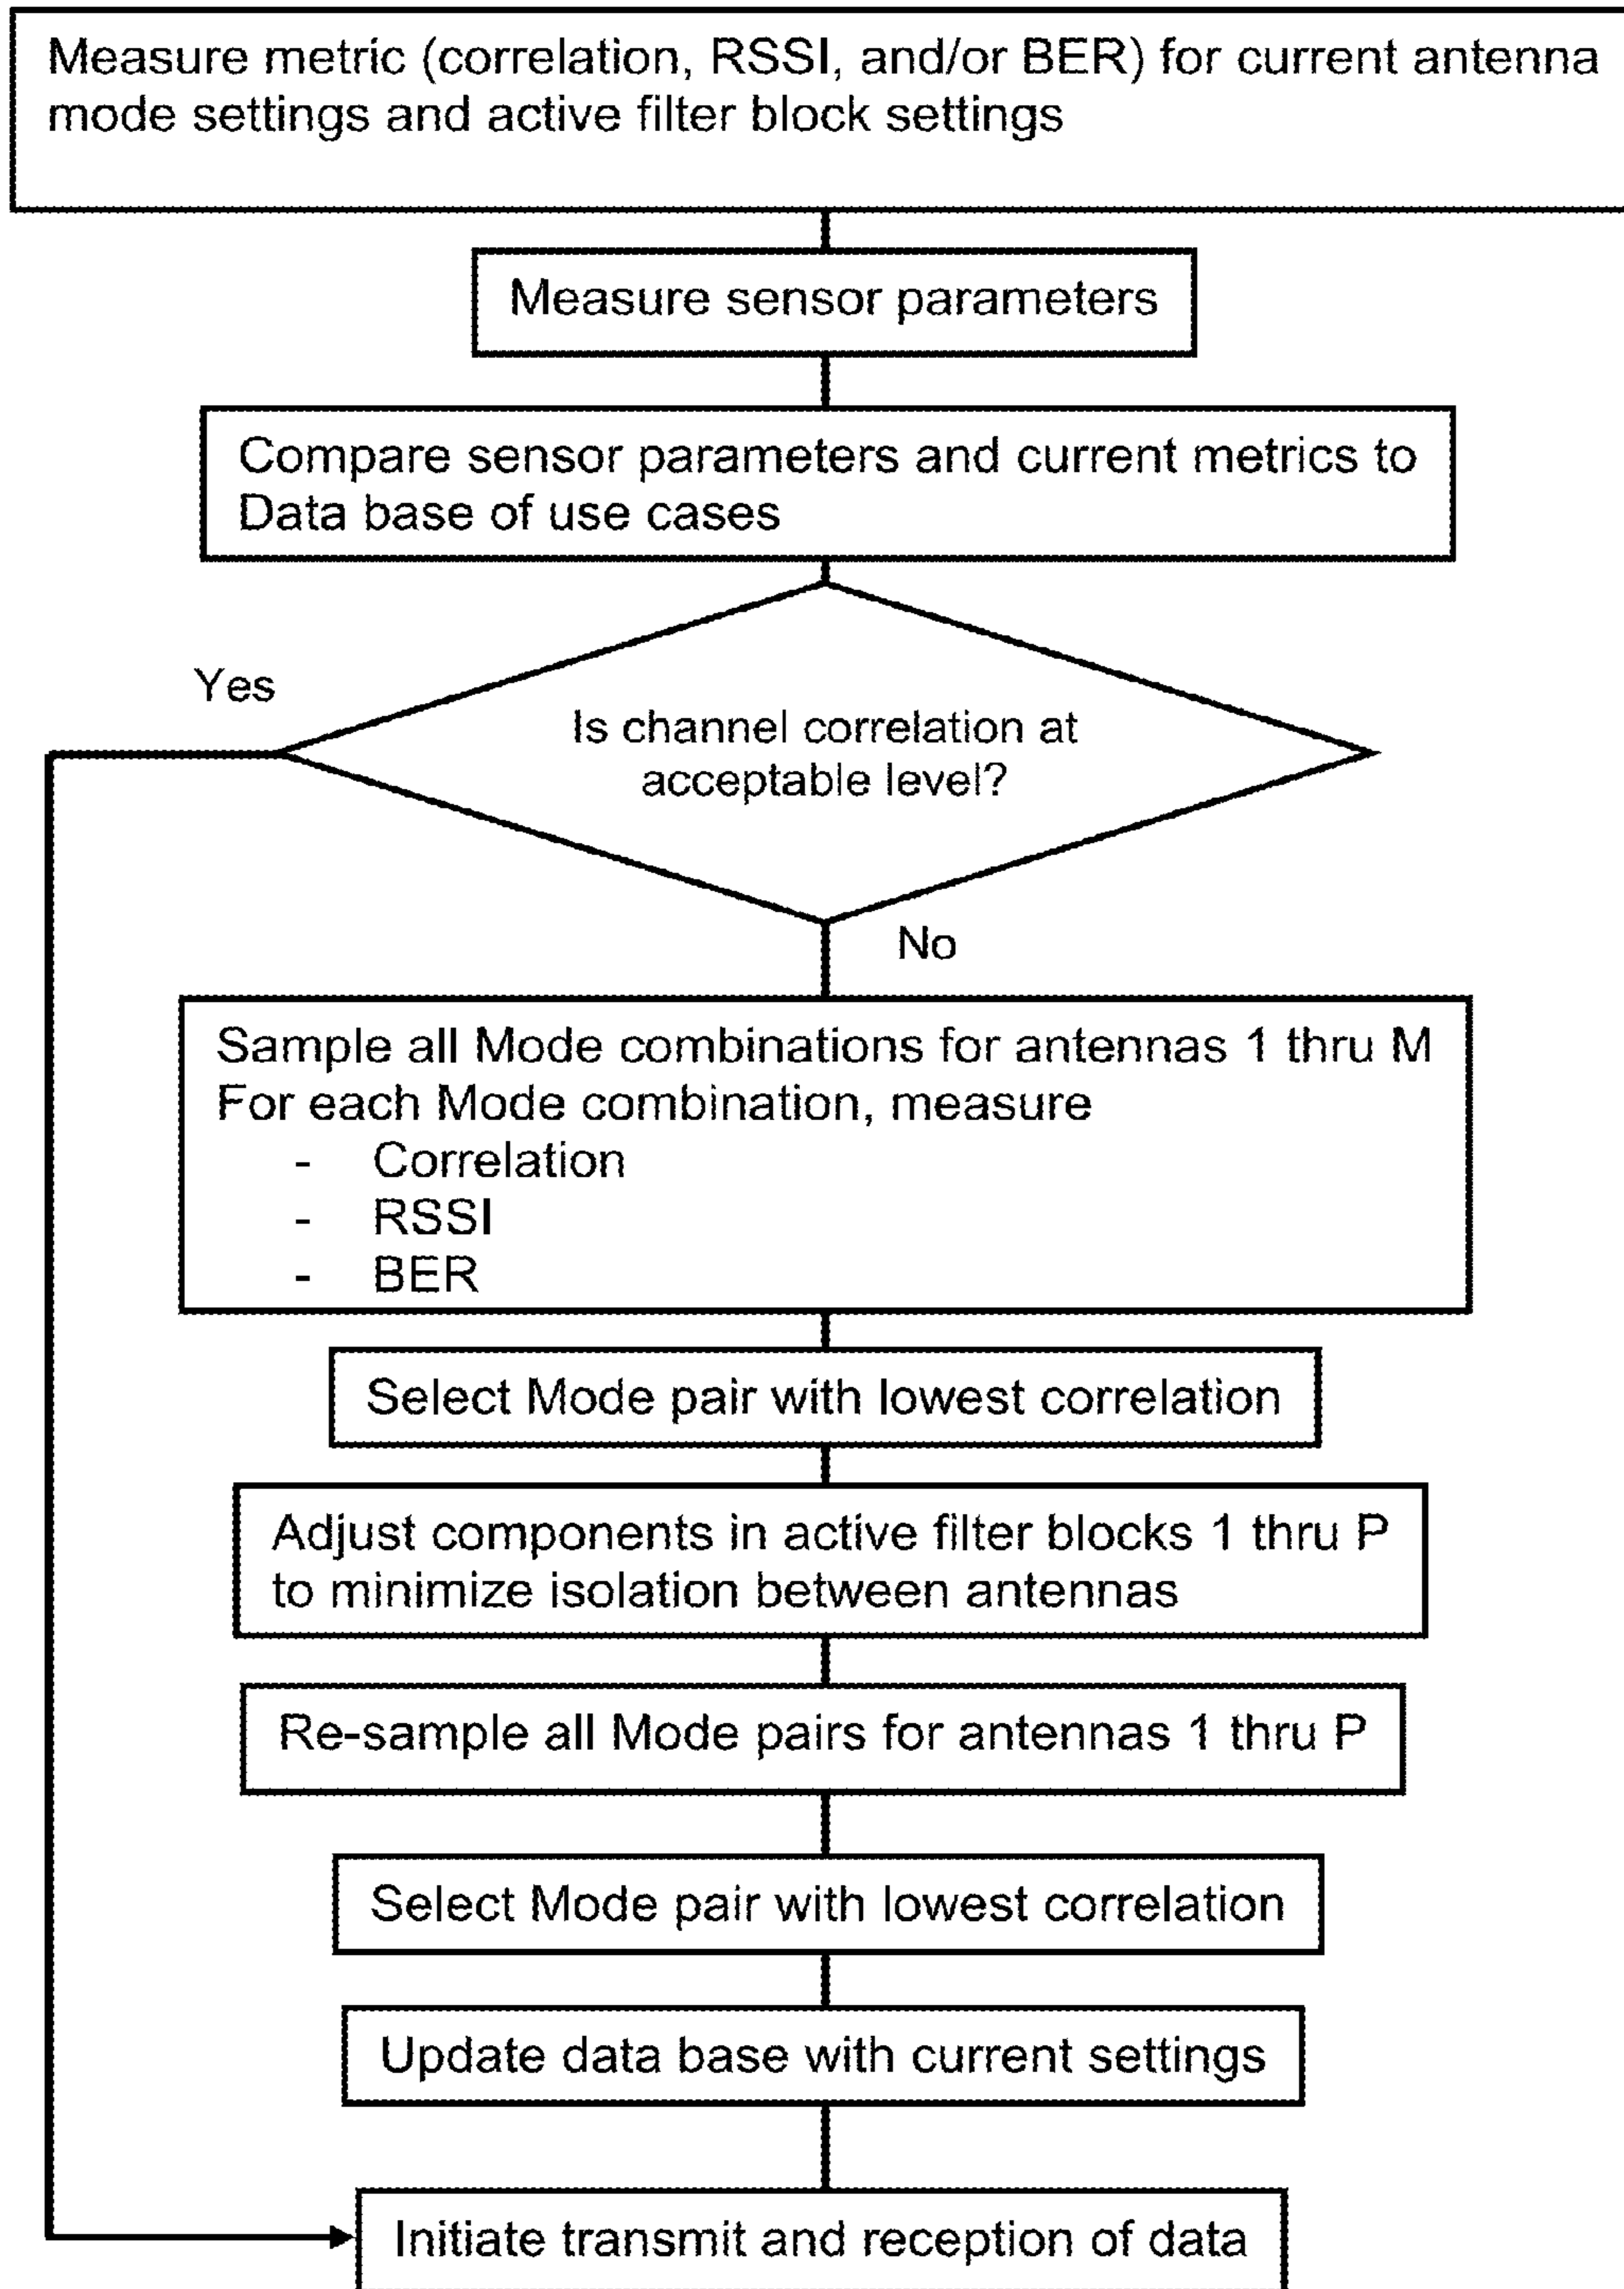 Measure metric (correlation, RSSI, and/or BER) for current antenna
mode settings and active filter block settings
Measure sensor parameters
Compare sensor parameters and current metrics to
Data base of use cases
Yes
Is channel correlation at
acceptable level?
No
Sample all Mode combinations for antennas 1 thru M
For each Mode combination, measure
- Correlation
- RSSI
- BER
Select Mode pair with lowest correlation
Adjust components in active filter blocks 1 thru P
to minimize isolation between antennas
Re-sample all Mode pairs for antennas 1 thru P
Select Mode pair with lowest correlation
Update data base with current settings
Initiate transmit and reception of data